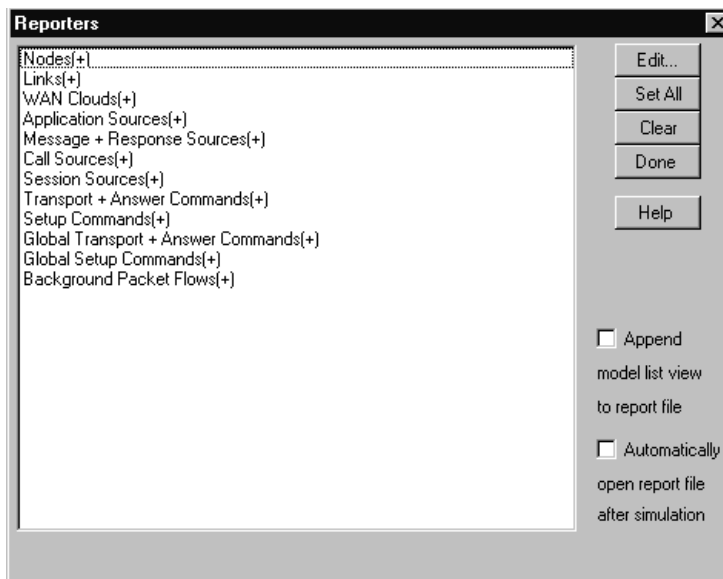 Reporters
Nodes(+)
Links(+)
WAN Clouds(+)
Application Sources(+)
Message + Response Sources(+)
Call Sources(+)
Session Sources(+)
Transport + Answer Commands(+)
Setup Commands(+)
Global Transport + Answer Commands(+)
Global Setup Commands(+)
Background Packet Flows(+)
Edit...
Set All
Clear
Done
Help
Append
model list view
to report file
Automatically
open report file
after simulation